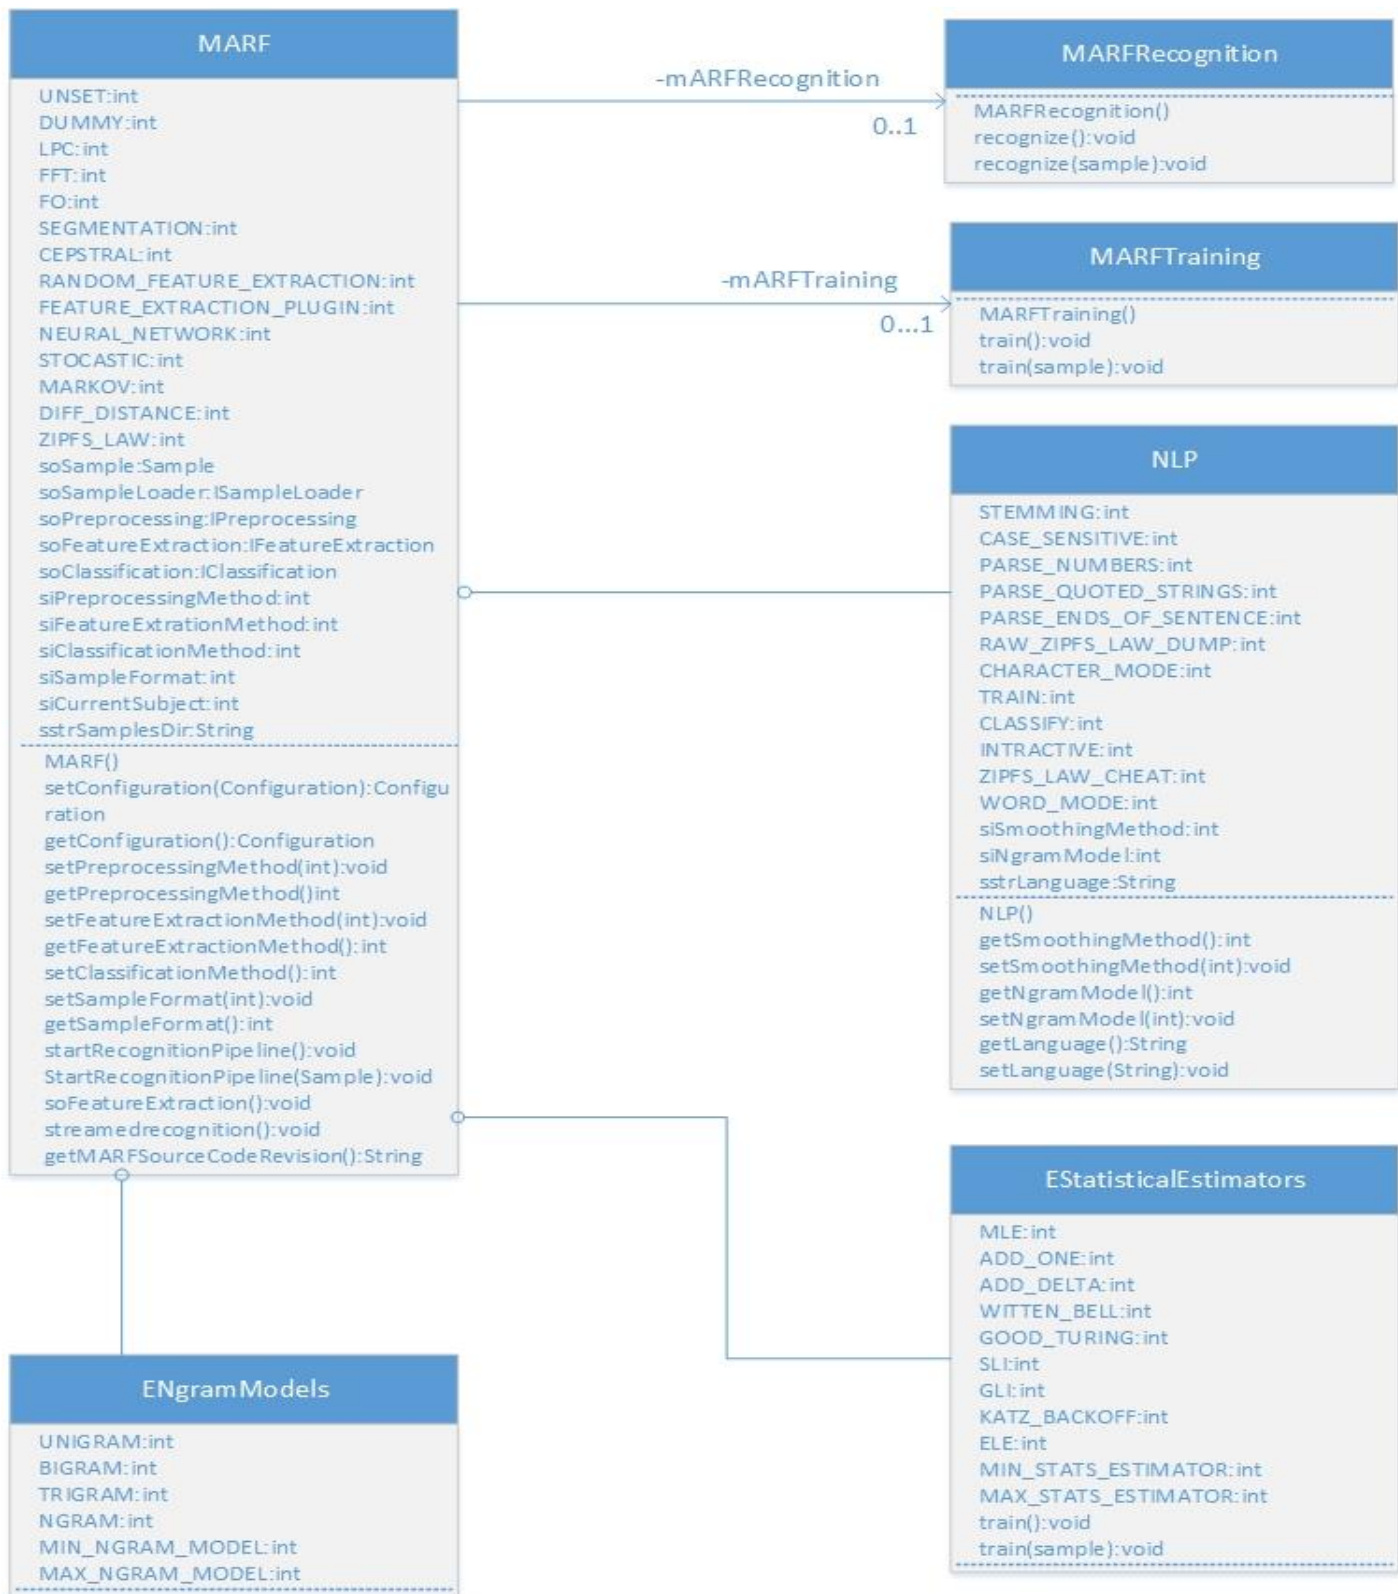 MARF
UNSET:int
DUMMY:int
LPC:int
FFT:int
FO:int
SEGMENTATION:int
CEPSTRAL:int
RANDOM_FEATURE_EXTRACTION:int
FEATURE_EXTRACTION_PLUGIN:int
NEURAL_NETWORK:int
STOCASTIC:int
MARKOV:int
DIFF_DISTANCE:int
ZIPFS_LAW:int
soSample:Sample
soSampleLoader:ISampleLoader
soPreprocessing:IPreprocessing
soFeatureExtraction:IFeatureExtraction
soClassification:IClassification
siPreprocessingMethod:int
siFeatureExtrationMethod:int
siClassificationMethod:int
siSampleFormat:int
siCurrentSubject:int
sstrSamplesDir:String
MARF()
setConfiguration(Configuration):Configu
ration
getConfiguration():Configuration
setPreprocessingMethod(int):void
getPreprocessingMethod()int
setFeatureExtractionMethod(int):void
getFeatureExtractionMethod():int
setClassificationMethod():int
setSampleFormat(int):void
getSampleFormat():int
startRecognitionPipeline():void
StartRecognitionPipeline(Sample):void
soFeatureExtraction():void
streamedrecognition():void
getMARFSourceCodeRevision():String
-mARFRecognition
0..1
MARFRecognition
MARFRecognition()
recognize():void
recognize(sample):void
-mARFTraining
0...1
MARFTraining
MARFTraining()
train():void
train(sample):void
NLP
STEMMING:int
CASE_SENSITIVE:int
PARSE_NUMBERS:int
PARSE_QUOTED_STRINGS:int
PARSE_ENDS_OF_SENTENCE:int
RAW_ZIPFS_LAW_DUMP:int
CHARACTER_MODE:int
TRAIN:int
CLASSIFY:int
INTRACTIVE:int
ZIPFS_LAW_CHEAT:int
WORD_MODE:int
siSmoothingMethod:int
siNgramModel:int
sstrLanguage:String
NLP()
getSmoothingMethod():int
setSmoothingMethod(int):void
getNgramModel():int
setNgramModel(int):void
getLanguage():String
setLanguage(String):void
EStatisticalEstimators
MLE:int
ADD_ONE:int
ADD_DELTA:int
WITTEN_BELL:int
GOOD_TURING:int
SLI:int
GLI:int
KATZ_BACKOFF:int
ELE:int
MIN_STATS_ESTIMATOR:int
MAX_STATS_ESTIMATOR:int
train():void
train(sample):void
ENgramModels
UNIGRAM:int
BIGRAM:int
TRIGRAM:int
NGRAM:int
MIN_NGRAM_MODEL:int
MAX_NGRAM_MODEL:int